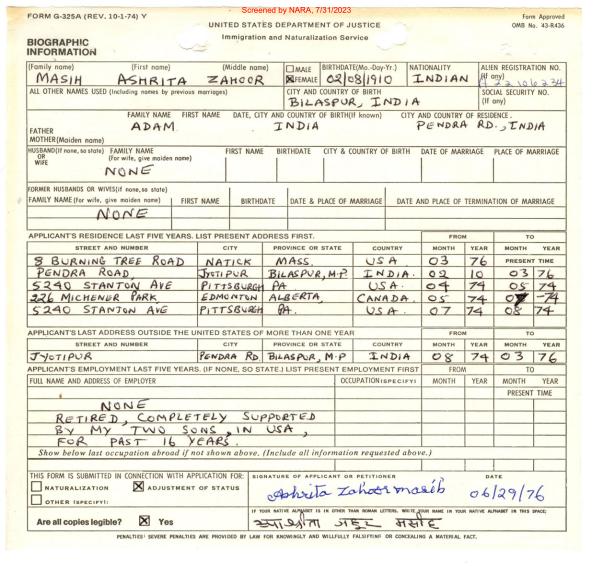 Screened by NARA, 7/31/2023
FORM G-325A (REV. 10-1-74) Y
Form Approved
OMB No. 43-R436
UNITED STATES DEPARTMENT OF JUSTICE
Immigration and Naturalization Service
BIOGRAPHIC
INFORMATION
(Family name) (First name) (Middle name) MALE BIRTHDATE(Mo.-Day-Yr.) NATIONALITY ALIEN REGISTRATION NO.
MASIH ASHRITA ZAHOOR FEMALE 02/08/1910 INDIAN (If any) A22106234
ALL OTHER NAMES USED (Including names by previous marriages) CITY AND COUNTRY OF BIRTH SOCIAL SECURITY NO.
BILASPUR, INDIA (If any)
FAMILY NAME FIRST NAME DATE, CITY AND COUNTRY OF BIRTH(If known) CITY AND COUNTRY OF RESIDENCE.
FATHER ADAM INDIA PENDRA RD., INDIA
MOTHER(Maiden name)
HUSBAND(If none, so state) FAMILY NAME FIRST NAME BIRTHDATE CITY & COUNTRY OF BIRTH DATE OF MARRIAGE PLACE OF MARRIAGE
OR (For wife, give maiden name)
WIFE
NONE
FORMER HUSBANDS OR WIVES(if none,so state)
FAMILY NAME (For wife, give maiden name) FIRST NAME BIRTHDATE DATE & PLACE OF MARRIAGE DATE AND PLACE OF TERMINATION OF MARRIAGE
NONE
APPLICANT'S RESIDENCE LAST FIVE YEARS. LIST PRESENT ADDRESS FIRST. FROM TO
STREET AND NUMBER CITY PROVINCE OR STATE COUNTRY MONTH YEAR MONTH YEAR
8 BURNING TREE ROAD NATICK MASS. USA 03 76 PRESENT TIME
PENDRA ROAD, JYOTIPUR BILASPUR, M.P. INDIA. 02 10 03 76
5240 STANTON AVE PITTSBURGH PA USA. 04 74 05 74
226 MICHENER PARK EDMONTON ALBERTA, CANADA. 05 74 07 -74
5240 STANTON AVE PITTSBURGH PA. USA. 07 74 08 74
APPLICANT'S LAST ADDRESS OUTSIDE THE UNITED STATES OF MORE THAN ONE YEAR FROM TO
STREET AND NUMBER CITY PROVINCE OR STATE COUNTRY MONTH YEAR MONTH YEAR
JYOTIPUR PENDRA RD. BILASPUR, M.P INDIA 08 74 03 76
APPLICANT'S EMPLOYMENT LAST FIVE YEARS. (IF NONE, SO STATE.) LIST PRESENT EMPLOYMENT FIRST FROM TO
FULL NAME AND ADDRESS OF EMPLOYER OCCUPATION(SPECIFY) MONTH YEAR MONTH YEAR
PRESENT TIME
NONE
RETIRED, COMPLETELY SUPPORTED
BY MY TWO SONS, IN USA,
FOR PAST 16 YEARS.
Show below last occupation abroad if not shown above. (Include all information requested above.)
THIS FORM IS SUBMITTED IN CONNECTION WITH APPLICATION FOR: SIGNATURE OF APPLICANT OR PETITIONER DATE
NATURALIZATION ADJUSTMENT OF STATUS
Ashrita Zahoor masih 06/29/76
OTHER (SPECIFY):
IF YOUR NATIVE ALPHABET IS IN OTHER THAN ROMAN LETTERS, WRITE YOUR NAME IN YOUR NATIVE ALPHABET IN THIS SPACE:
Are all copies legible? Yes
जहूर मसीह
PENALTIES: SEVERE PENALTIES ARE PROVIDED BY LAW FOR KNOWINGLY AND WILLFULLY FALSIFYING OR CONCEALING A MATERIAL FACT.